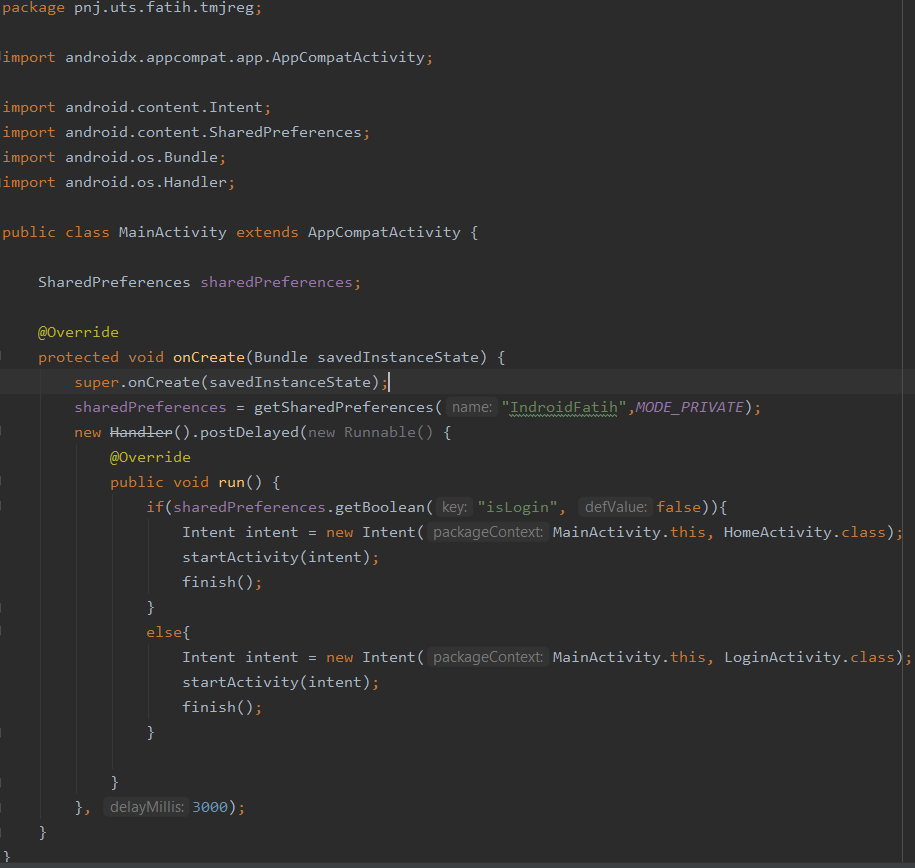 package pnj.uts.fatih.tmjreg;
import androidx.appcompat.app.AppCompatActivity;
import android.content.Intent;
import android.content.SharedPreferences;
import android.os.Bundle;
import android.os.Handler;
public class MainActivity extends AppCompatActivity {
SharedPreferences sharedPreferences;
@Override
protected void onCreate(Bundle savedInstanceState) {
super.onCreate(savedInstanceState);
sharedPreferences = getSharedPreferences( name: "IndroidFatih",MODE_PRIVATE);
new Handler().postDelayed(new Runnable() {
@Override
public void run() {
if(sharedPreferences.getBoolean( key: "isLogin", defValue: false)){
Intent intent = new Intent( packageContext: MainActivity.this, HomeActivity.class);
startActivity(intent);
finish();
}
else{
Intent intent = new Intent( packageContext: MainActivity.this, LoginActivity.class);
startActivity(intent);
finish();
}
}
}, delayMillis: 3000);
}
}